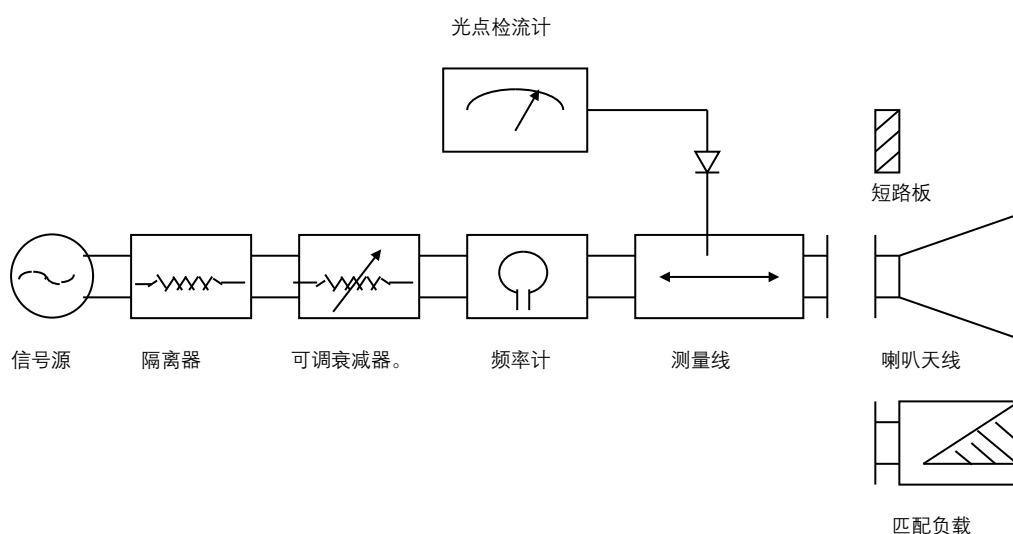 光点检流计
短路板
信号源
隔离器
可调衰减器。
频率计
测量线
喇叭天线
匹配负载